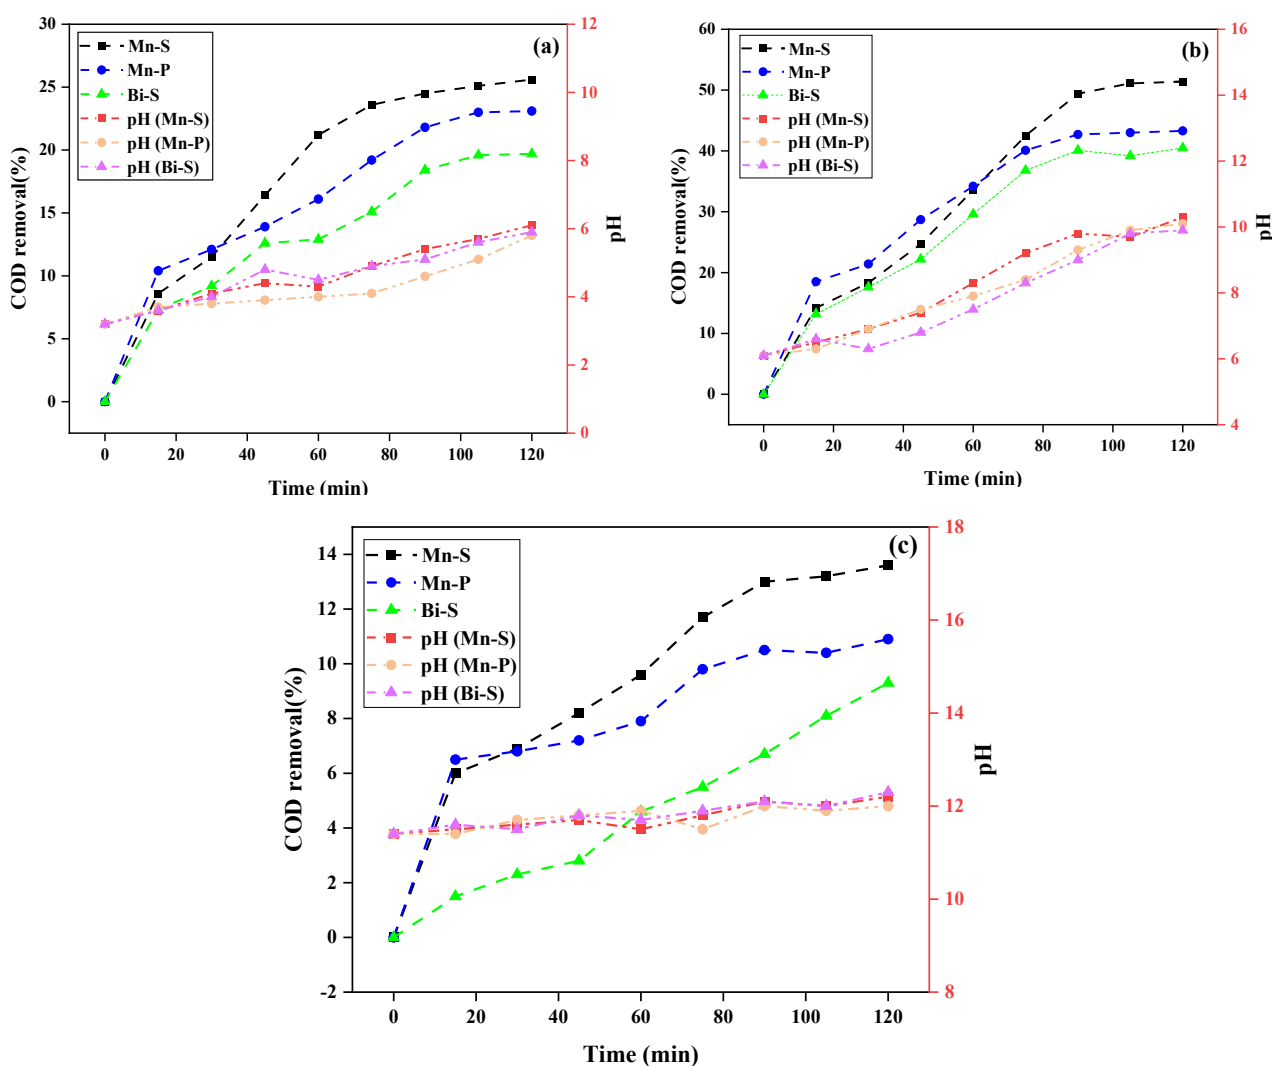 (a)
Mn-S
Mn-P
Bi-S
pH (Mn-S)
pH (Mn-P)
pH (Bi-S)
COD removal(%)
30
25
20
15
10
5
0
0 20 40 60 80 100 120
Time (min)
12
10
8
6
4
2
0
pH
(b)
Mn-S
Mn-P
Bi-S
pH (Mn-S)
pH (Mn-P)
pH (Bi-S)
COD removal(%)
60
50
40
30
20
10
0
0 20 40 60 80 100 120
Time (min)
16
14
12
10
8
6
4
pH
(c)
Mn-S
Mn-P
Bi-S
pH (Mn-S)
pH (Mn-P)
pH (Bi-S)
COD removal(%)
14
12
10
8
6
4
2
0
-2
0 20 40 60 80 100 120
Time (min)
18
16
14
12
10
8
pH